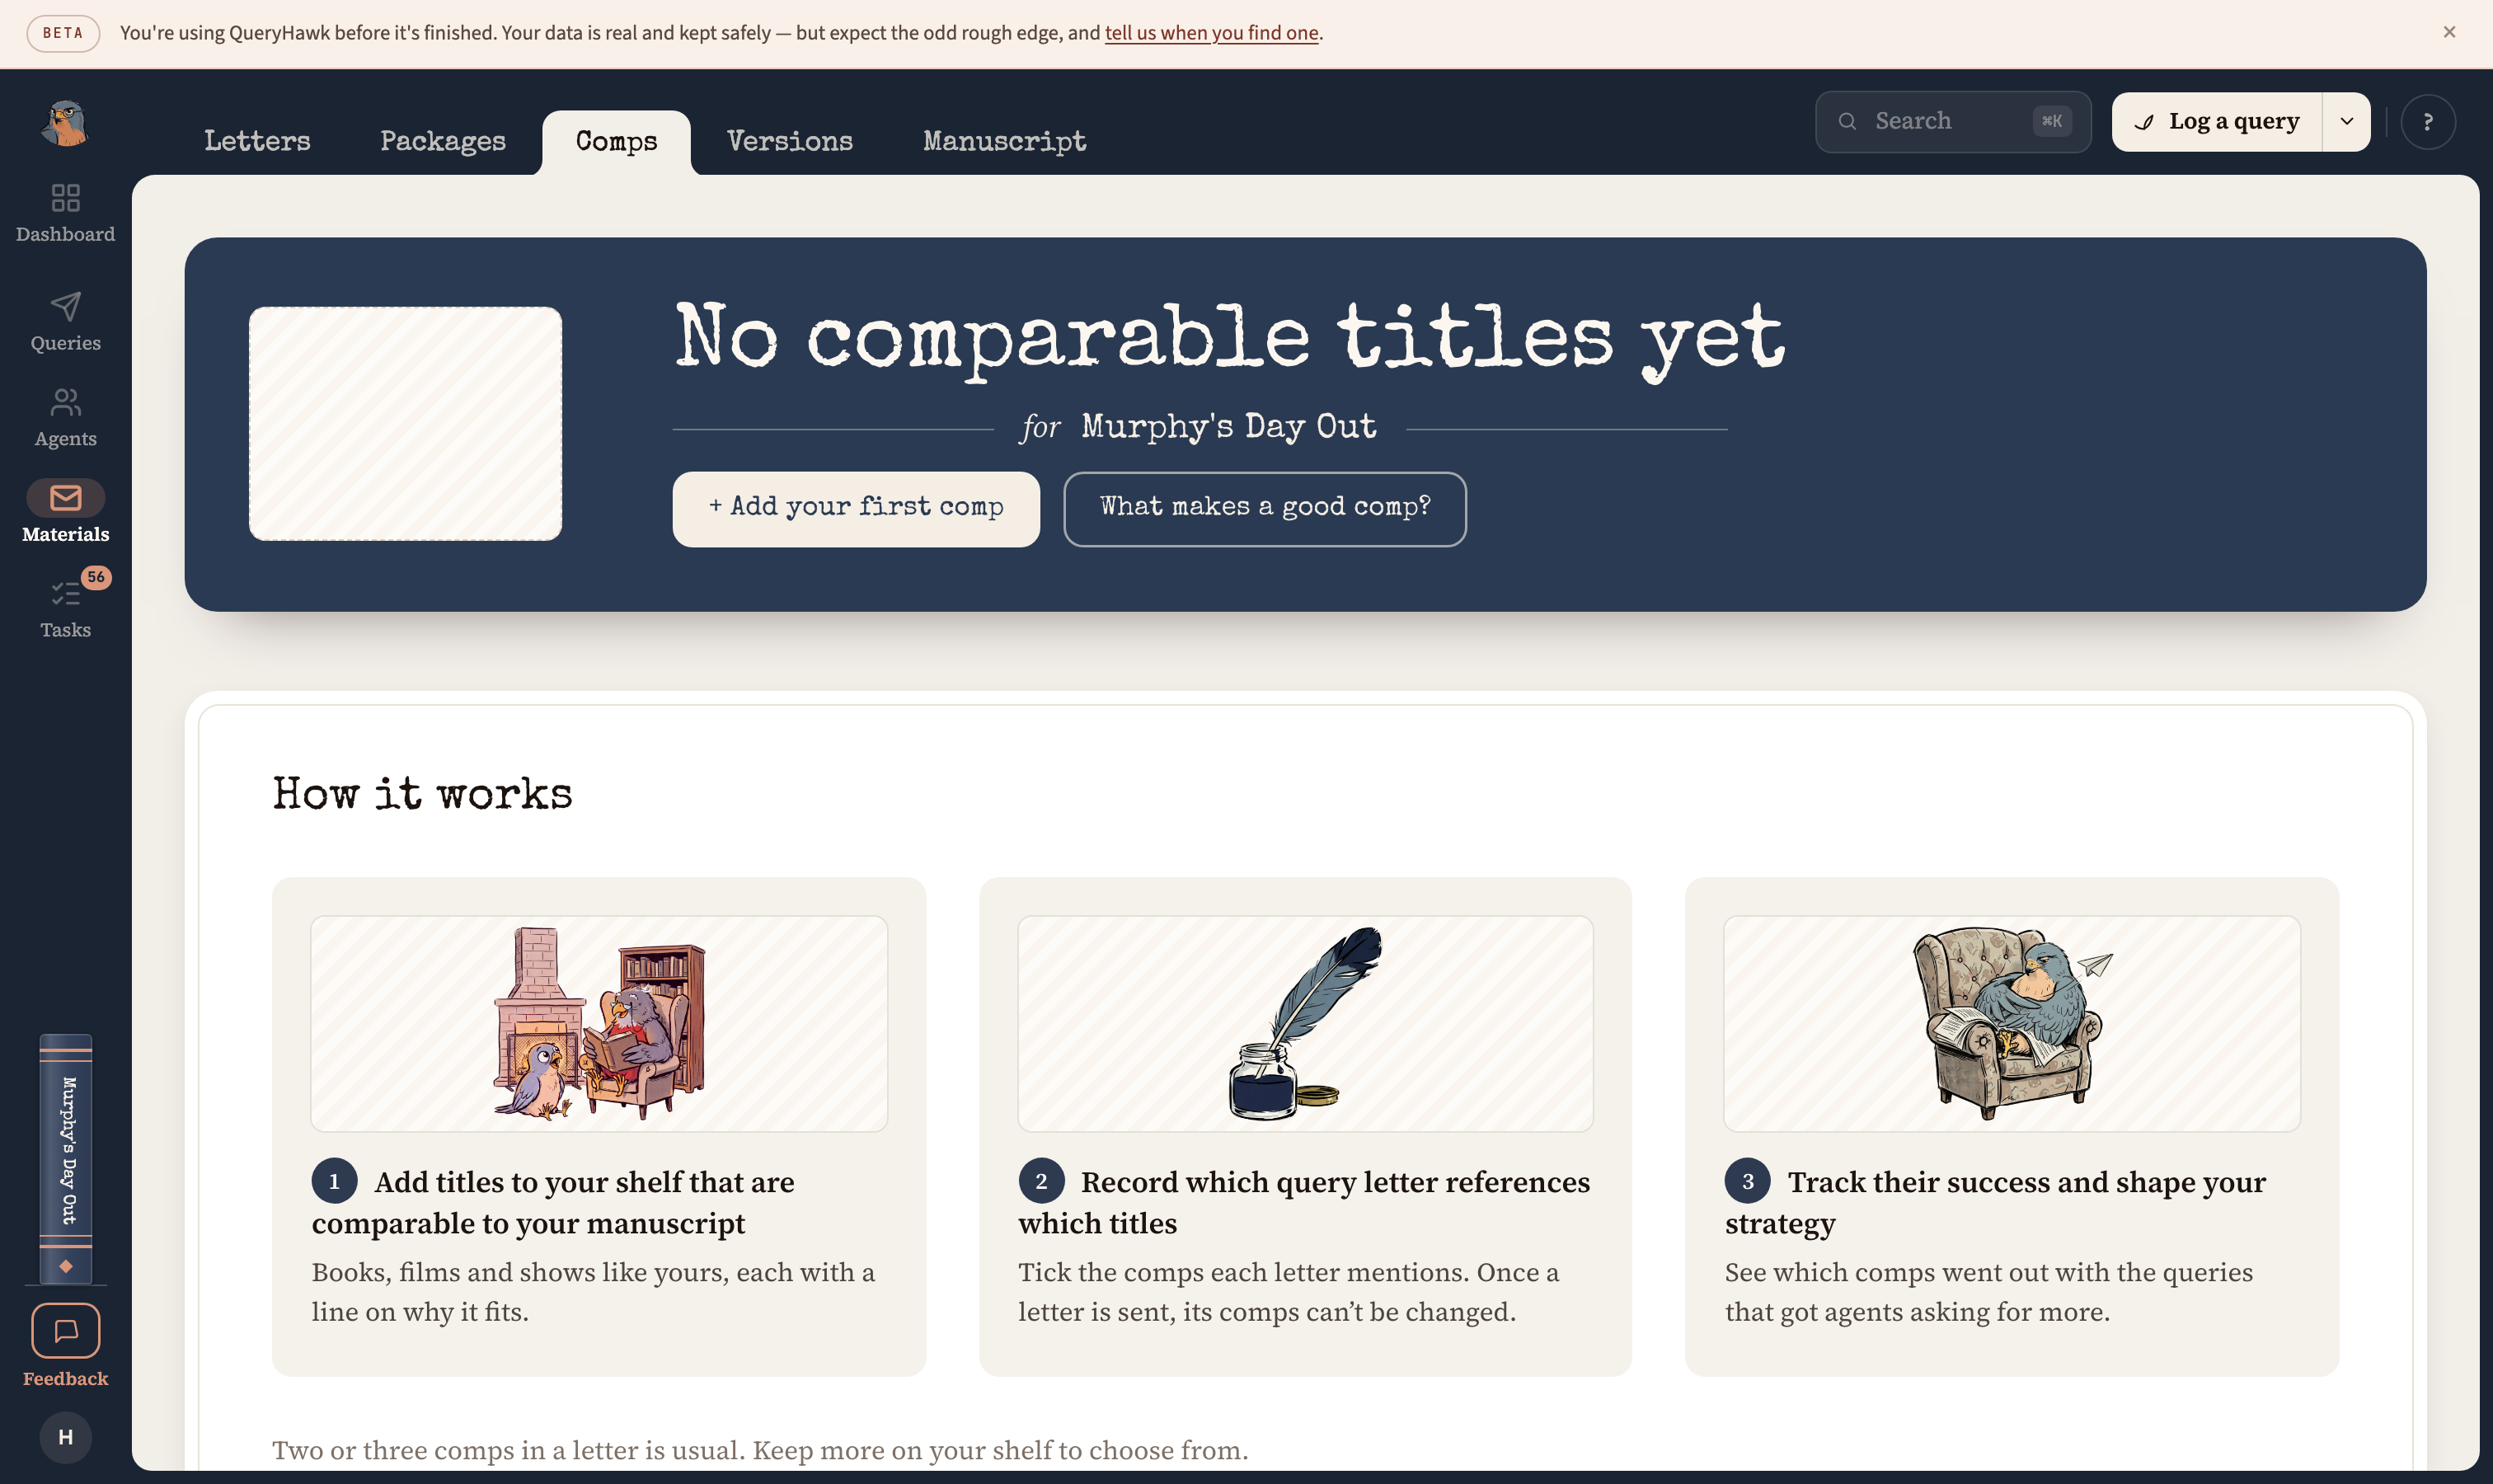 BETA You're using QueryHawk before it's finished. Your data is real and kept safely — but expect the odd rough edge, and tell us when you find one. ×
Letters Packages Comps Versions Manuscript Search ⌘K Log a query ?
Dashboard
Queries
Agents
Materials
56
Tasks
No comparable titles yet
for Murphy's Day Out
+ Add your first comp What makes a good comp?
How it works
1 Add titles to your shelf that are
comparable to your manuscript
Books, films and shows like yours, each with a
line on why it fits.
2 Record which query letter references
which titles
Tick the comps each letter mentions. Once a
letter is sent, its comps can’t be changed.
3 Track their success and shape your
strategy
See which comps went out with the queries
that got agents asking for more.
Two or three comps in a letter is usual. Keep more on your shelf to choose from.
Murphy's Day Out
Feedback
H